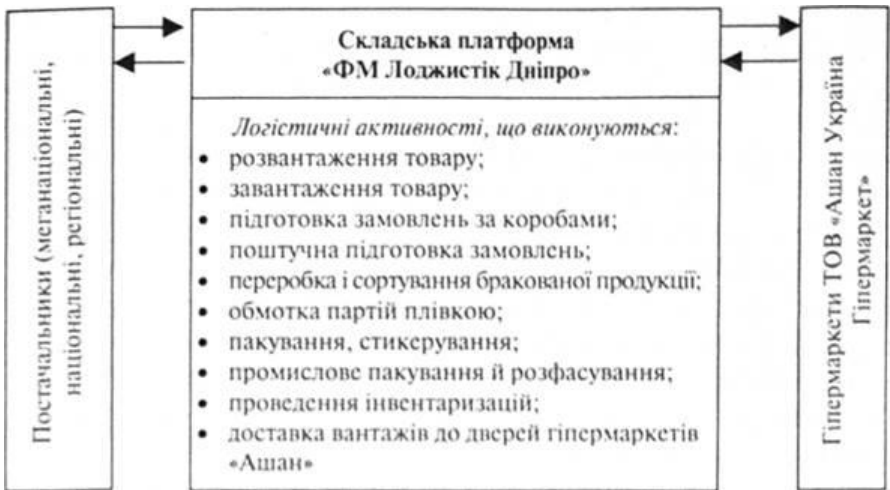 Постачальники (меганаціональні,
національні, регіональні)
Складська платформа
«ФМ Лоджистік Дніпро»
Логістичні активності, що виконуються:
• розвантаження товару;
• завантаження товару;
• підготовка замовлень за коробами;
• поштучна підготовка замовлень;
• переробка і сортування бракованої продукції;
• обмотка партій плівкою;
• пакування, стикерування;
• промислове пакування й розфасування;
• проведення інвентаризацій;
• доставка вантажів до дверей гіпермаркетів
«Ашан»
Гіпермаркети ТОВ «Ашан Україна
Гіпермаркет»